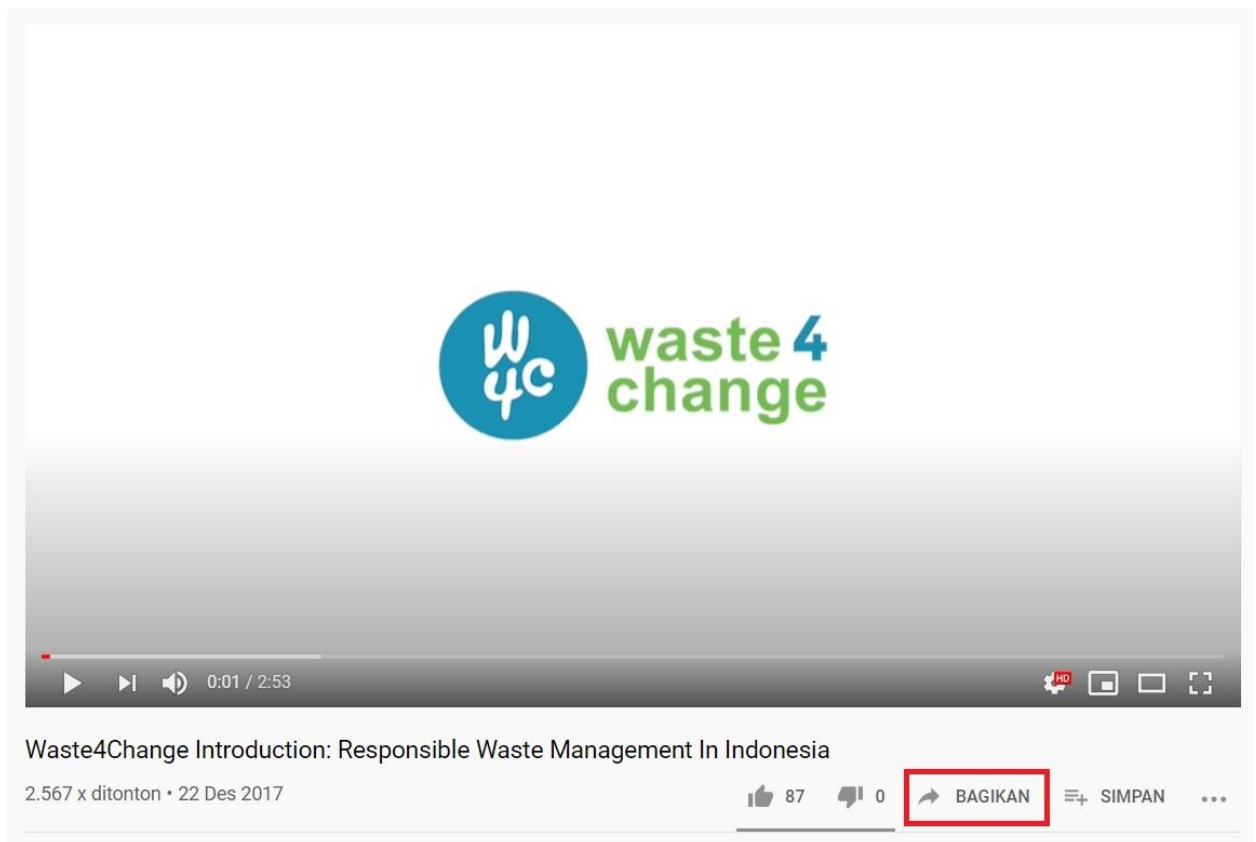 W4C
waste 4
change
0:01 / 2:53
HD
Waste4Change Introduction: Responsible Waste Management In Indonesia
2.567 x ditonton • 22 Des 2017
87 0 BAGIKAN SIMPAN